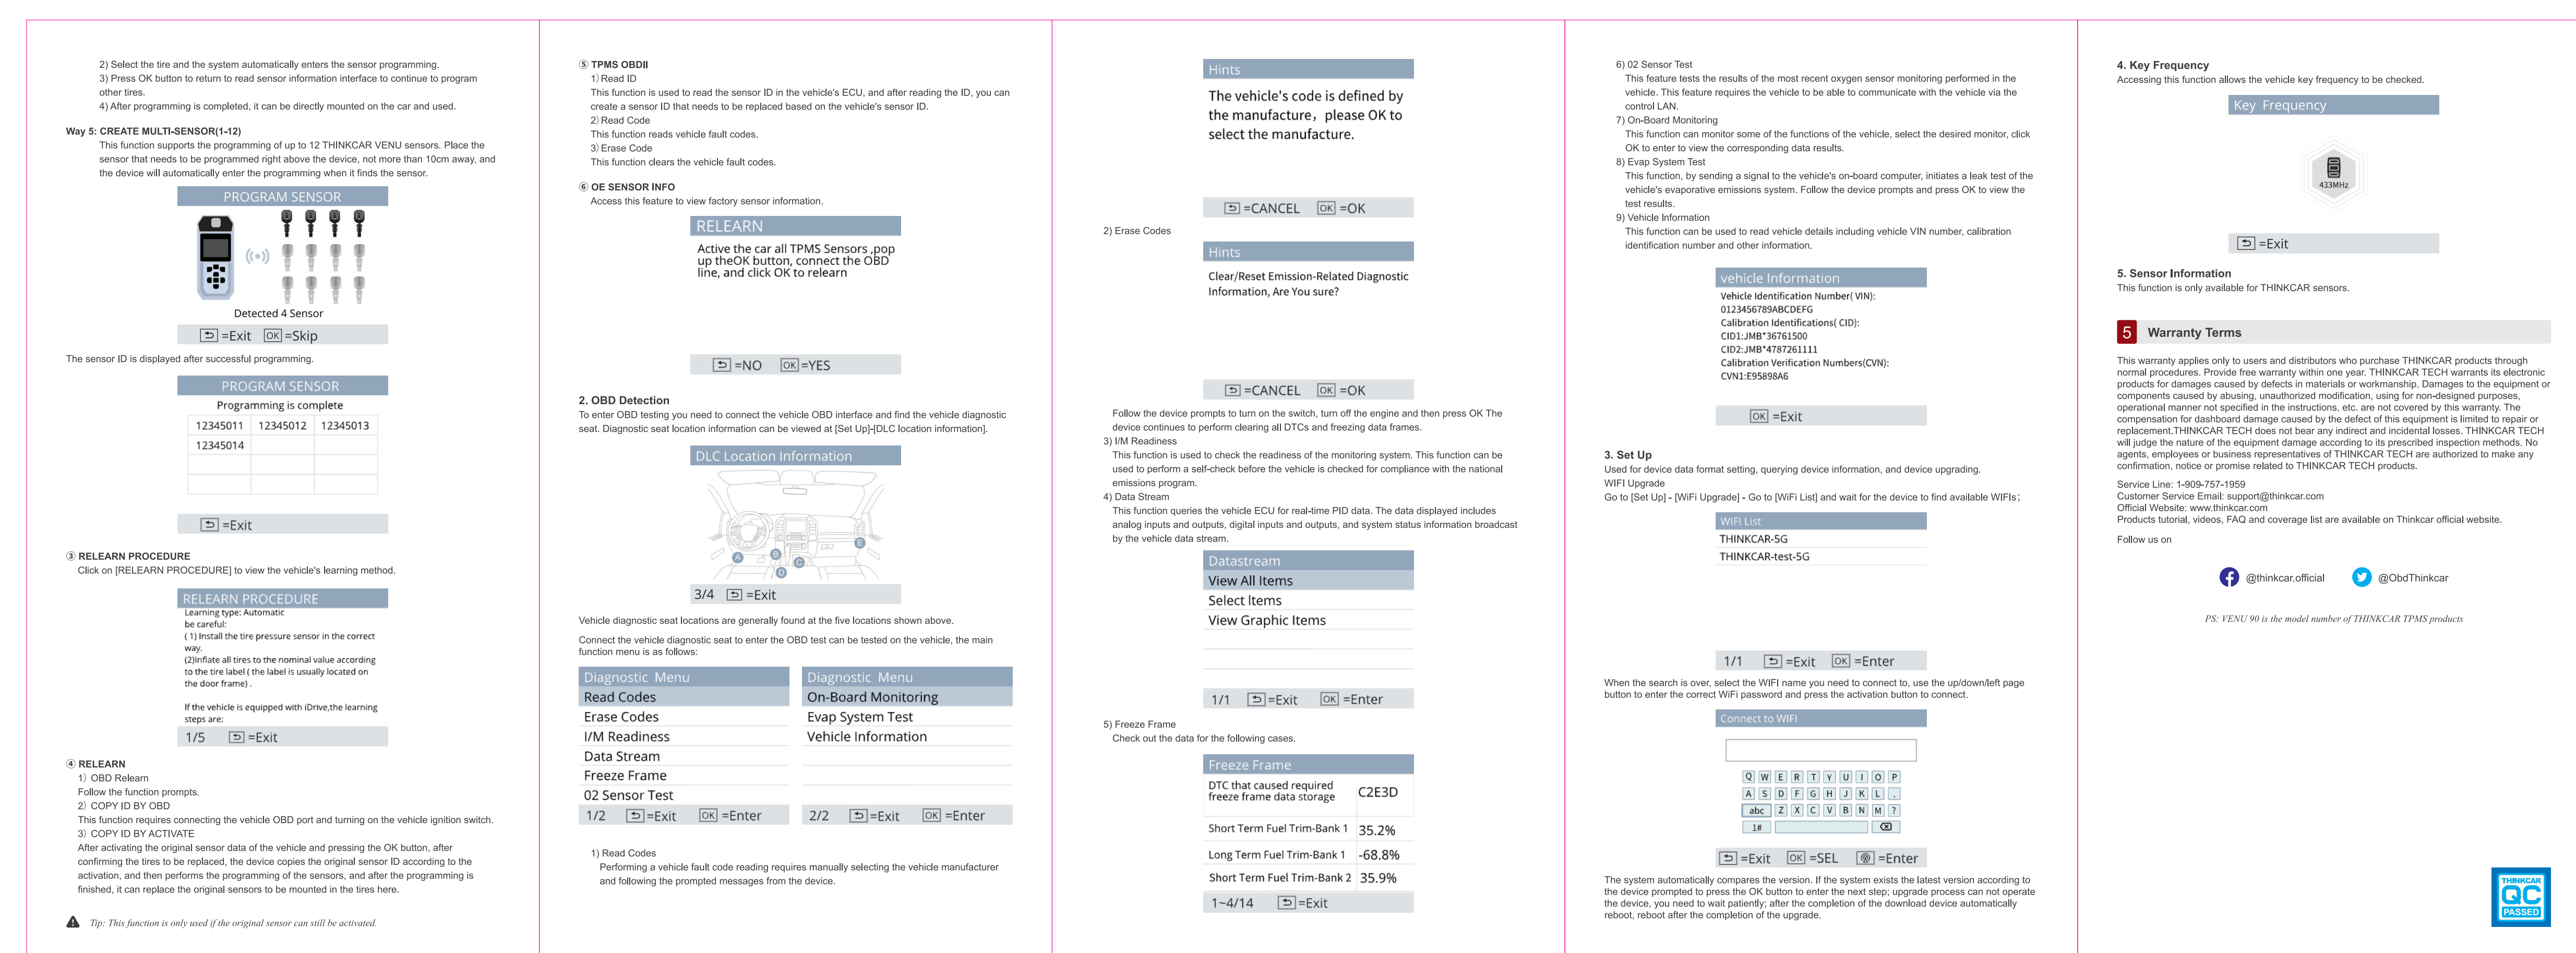 2) Select the tire and the system automatically enters the sensor programming.
3) Press OK button to return to read sensor information interface to continue to program
other tires.
4) After programming is completed, it can be directly mounted on the car and used.
Way 5: CREATE MULTI-SENSOR(1-12)
This function supports the programming of up to 12 THINKCAR VENU sensors. Place the
sensor that needs to be programmed right above the device, not more than 10cm away, and
the device will automatically enter the programming when it finds the sensor.
PROGRAM SENSOR
Detected 4 Sensor
=Exit OK =Skip
The sensor ID is displayed after successful programming.
PROGRAM SENSOR
Programming is complete
12345011 12345012 12345013
12345014
=Exit
③ RELEARN PROCEDURE
Click on [RELEARN PROCEDURE] to view the vehicle's learning method.
RELEARN PROCEDURE
Learning type: Automatic
be careful:
( 1) Install the tire pressure sensor in the correct
way.
(2)Inflate all tires to the nominal value according
to the tire label ( the label is usually located on
the door frame) .
If the vehicle is equipped with iDrive,the learning
steps are:
1/5 =Exit
④ RELEARN
1) OBD Relearn
Follow the function prompts.
2) COPY ID BY OBD
This function requires connecting the vehicle OBD port and turning on the vehicle ignition switch.
3) COPY ID BY ACTIVATE
After activating the original sensor data of the vehicle and pressing the OK button, after
confirming the tires to be replaced, the device copies the original sensor ID according to the
activation, and then performs the programming of the sensors, and after the programming is
finished, it can replace the original sensors to be mounted in the tires here.
Tip: This function is only used if the original sensor can still be activated.
⑤ TPMS OBDII
1) Read ID
This function is used to read the sensor ID in the vehicle's ECU, and after reading the ID, you can
create a sensor ID that needs to be replaced based on the vehicle's sensor ID.
2) Read Code
This function reads vehicle fault codes.
3) Erase Code
This function clears the vehicle fault codes.
⑥ OE SENSOR INFO
Access this feature to view factory sensor information.
RELEARN
Active the car all TPMS Sensors ,pop
up theOK button, connect the OBD
line, and click OK to relearn
=NO OK =YES
2. OBD Detection
To enter OBD testing you need to connect the vehicle OBD interface and find the vehicle diagnostic
seat. Diagnostic seat location information can be viewed at [Set Up]-[DLC location information].
DLC Location Information
A B C D E
3/4 =Exit
Vehicle diagnostic seat locations are generally found at the five locations shown above.
Connect the vehicle diagnostic seat to enter the OBD test can be tested on the vehicle, the main
function menu is as follows:
Diagnostic Menu
Read Codes
Erase Codes
I/M Readiness
Data Stream
Freeze Frame
02 Sensor Test
1/2 =Exit OK =Enter
Diagnostic Menu
On-Board Monitoring
Evap System Test
Vehicle Information
2/2 =Exit OK =Enter
1) Read Codes
Performing a vehicle fault code reading requires manually selecting the vehicle manufacturer
and following the prompted messages from the device.
Hints
The vehicle's code is defined by
the manufacture, please OK to
select the manufacture.
=CANCEL OK =OK
2) Erase Codes
Hints
Clear/Reset Emission-Related Diagnostic
Information, Are You sure?
=CANCEL OK =OK
Follow the device prompts to turn on the switch, turn off the engine and then press OK The
device continues to perform clearing all DTCs and freezing data frames.
3) I/M Readiness
This function is used to check the readiness of the monitoring system. This function can be
used to perform a self-check before the vehicle is checked for compliance with the national
emissions program.
4) Data Stream
This function queries the vehicle ECU for real-time PID data. The data displayed includes
analog inputs and outputs, digital inputs and outputs, and system status information broadcast
by the vehicle data stream.
Datastream
View All Items
Select Items
View Graphic Items
1/1 =Exit OK =Enter
5) Freeze Frame
Check out the data for the following cases.
Freeze Frame
DTC that caused required
freeze frame data storage C2E3D
Short Term Fuel Trim-Bank 1 35.2%
Long Term Fuel Trim-Bank 1 -68.8%
Short Term Fuel Trim-Bank 2 35.9%
1~4/14 =Exit
6) 02 Sensor Test
This feature tests the results of the most recent oxygen sensor monitoring performed in the
vehicle. This feature requires the vehicle to be able to communicate with the vehicle via the
control LAN.
7) On-Board Monitoring
This function can monitor some of the functions of the vehicle, select the desired monitor, click
OK to enter to view the corresponding data results.
8) Evap System Test
This function, by sending a signal to the vehicle's on-board computer, initiates a leak test of the
vehicle's evaporative emissions system. Follow the device prompts and press OK to view the
test results.
9) Vehicle Information
This function can be used to read vehicle details including vehicle VIN number, calibration
identification number and other information.
vehicle Information
Vehicle Identification Number( VIN):
0123456789ABCDEFG
Calibration Identifications( CID):
CID1:JMB*36761500
CID2:JMB*4787261111
Calibration Verification Numbers(CVN):
CVN1:E95898A6
OK =Exit
3. Set Up
Used for device data format setting, querying device information, and device upgrading.
WIFI Upgrade
Go to [Set Up] - [WiFi Upgrade] - Go to [WiFi List] and wait for the device to find available WIFIs;
WIFI List
THINKCAR-5G
THINKCAR-test-5G
1/1 =Exit OK =Enter
When the search is over, select the WIFI name you need to connect to, use the up/down/left page
button to enter the correct WiFi password and press the activation button to connect.
Connect to WIFI
Q W E R T Y U I O P
A S D F G H J K L .
abc Z X C V B N M ?
1#
=Exit OK =SEL =Enter
The system automatically compares the version. If the system exists the latest version according to
the device prompted to press the OK button to enter the next step; upgrade process can not operate
the device, you need to wait patiently; after the completion of the download device automatically
reboot, reboot after the completion of the upgrade.
4. Key Frequency
Accessing this function allows the vehicle key frequency to be checked.
Key Frequency
433MHz
=Exit
5. Sensor Information
This function is only available for THINKCAR sensors.
5 Warranty Terms
This warranty applies only to users and distributors who purchase THINKCAR products through
normal procedures. Provide free warranty within one year. THINKCAR TECH warrants its electronic
products for damages caused by defects in materials or workmanship. Damages to the equipment or
components caused by abusing, unauthorized modification, using for non-designed purposes,
operational manner not specified in the instructions, etc. are not covered by this warranty. The
compensation for dashboard damage caused by the defect of this equipment is limited to repair or
replacement.THINKCAR TECH does not bear any indirect and incidental losses. THINKCAR TECH
will judge the nature of the equipment damage according to its prescribed inspection methods. No
agents, employees or business representatives of THINKCAR TECH are authorized to make any
confirmation, notice or promise related to THINKCAR TECH products.
Service Line: 1-909-757-1959
Customer Service Email: support@thinkcar.com
Official Website: www.thinkcar.com
Products tutorial, videos, FAQ and coverage list are available on Thinkcar official website.
Follow us on
@thinkcar.official @ObdThinkcar
PS: VENU 90 is the model number of THINKCAR TPMS products
THINKCAR
QC
PASSED